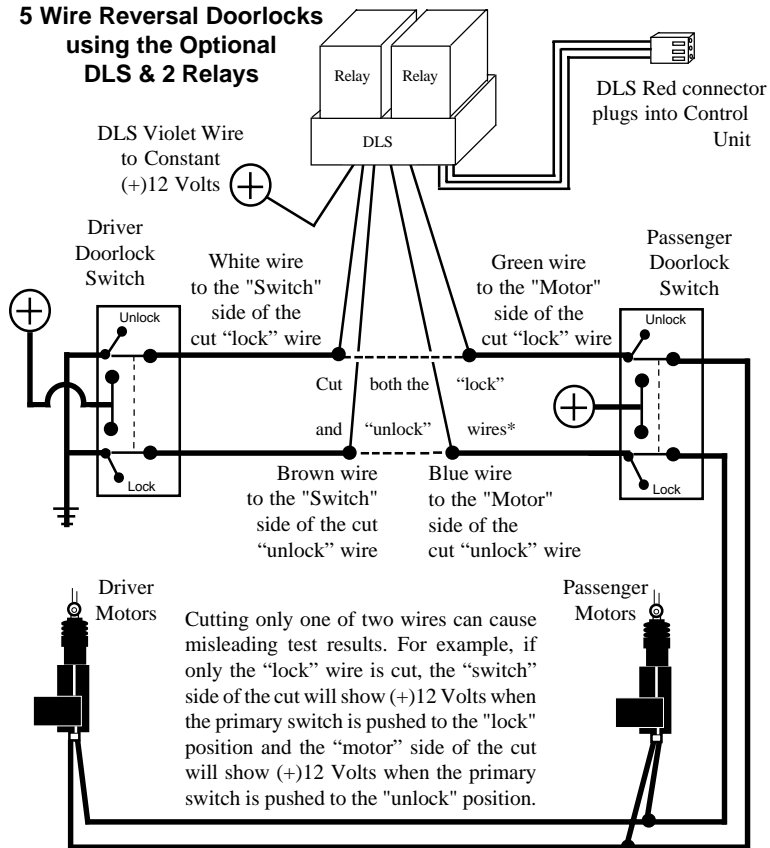 5 Wire Reversal Doorlocks
using the Optional
DLS & 2 Relays
Relay
Relay
DLS
DLS Red connector
plugs into Control
Unit
DLS Violet Wire
to Constant
(+)12 Volts
Driver
Doorlock
Switch
White wire
to the "Switch"
side of the
cut “lock” wire
Green wire
to the "Motor"
side of the
cut “lock” wire
Passenger
Doorlock
Switch
Unlock
Unlock
Cut both the “lock”
and “unlock” wires*
Lock
Lock
Brown wire
to the "Switch"
side of the cut
“unlock” wire
Blue wire
to the "Motor"
side of the
cut “unlock” wire
Driver
Motors
Passenger
Motors
Cutting only one of two wires can cause
misleading test results. For example, if
only the “lock” wire is cut, the “switch”
side of the cut will show (+)12 Volts when
the primary switch is pushed to the "lock"
position and the “motor” side of the cut
will show (+)12 Volts when the primary
switch is pushed to the "unlock" position.